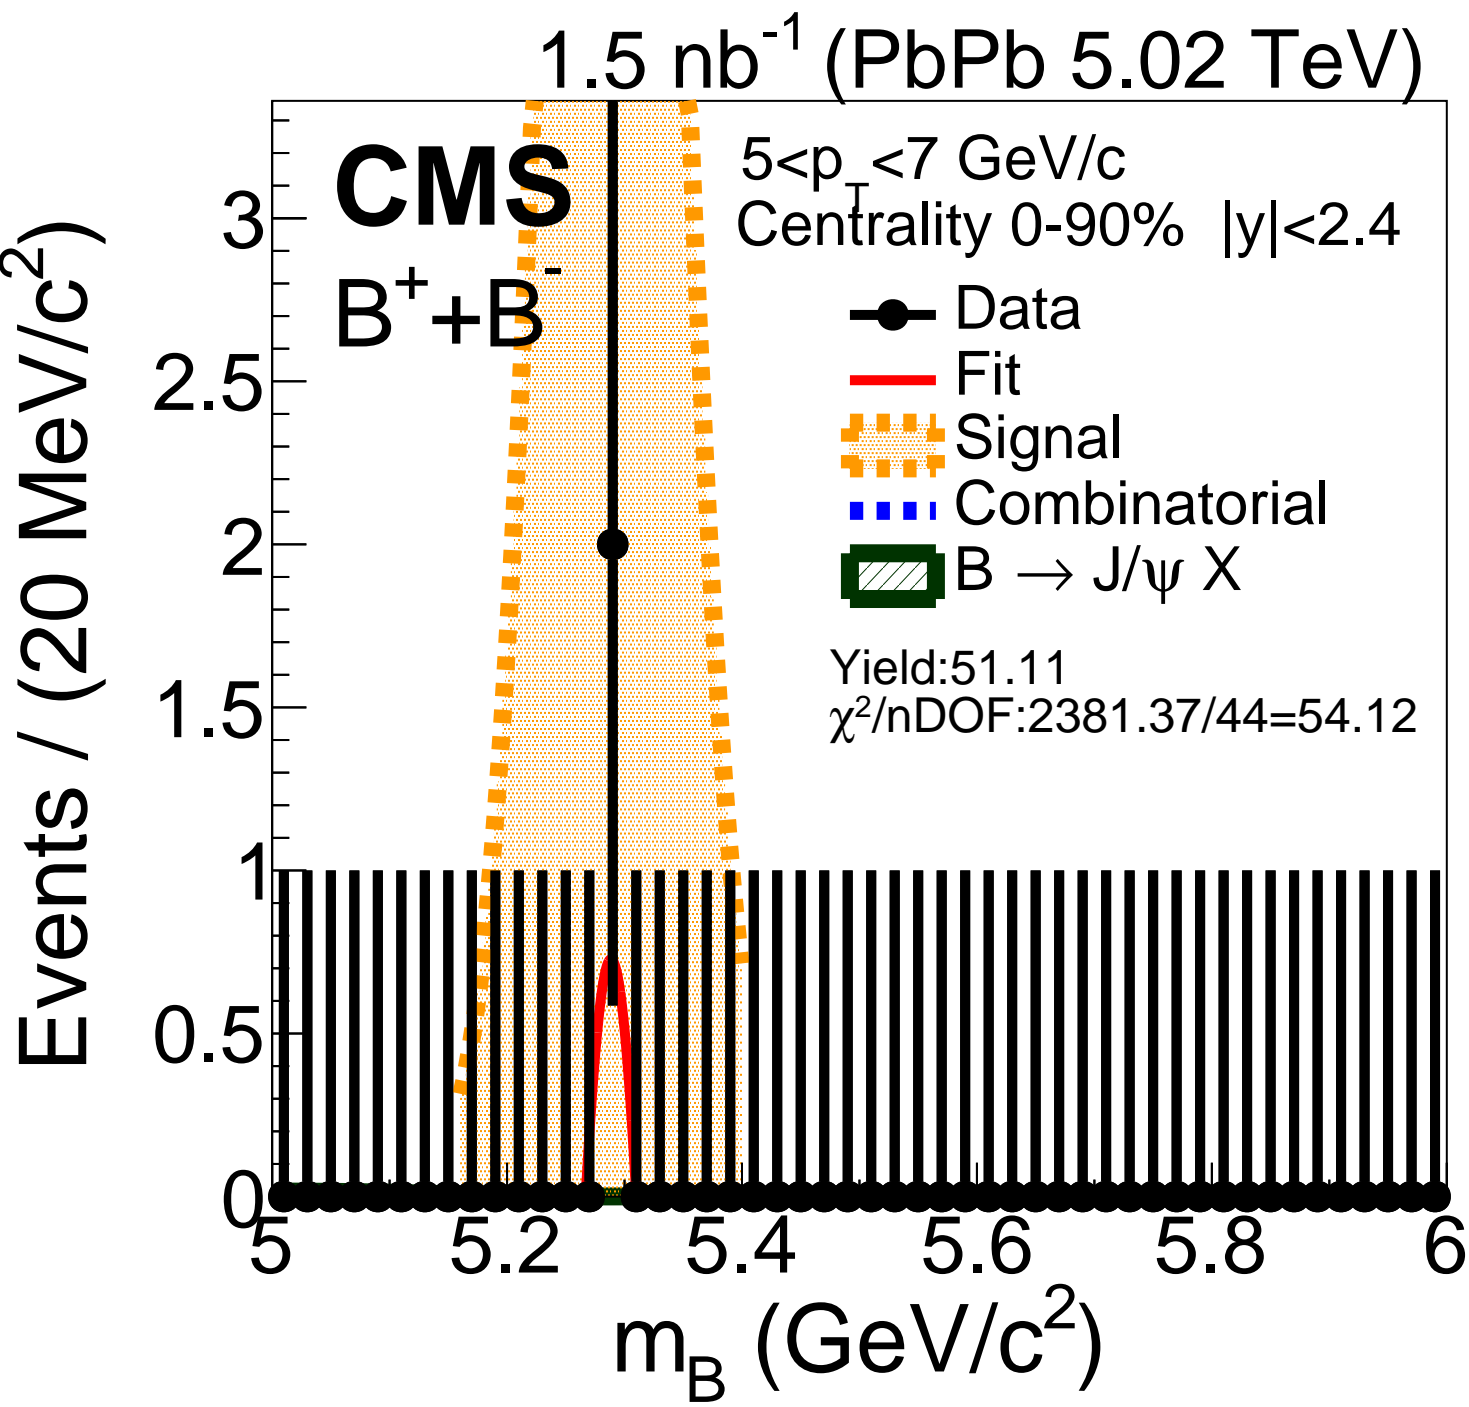 1.5 nb⁻¹ (PbPb 5.02 TeV)
CMS
B⁺+B⁻
5<p_T<7 GeV/c
Centrality 0-90% |y|<2.4
Data
Fit
Signal
Combinatorial
B → J/ψ X
Yield:51.11
χ²/nDOF:2381.37/44=54.12
Events / (20 MeV/c²)
3
2.5
2
1.5
1
0.5
0
5 5.2 5.4 5.6 5.8 6
m_B (GeV/c²)